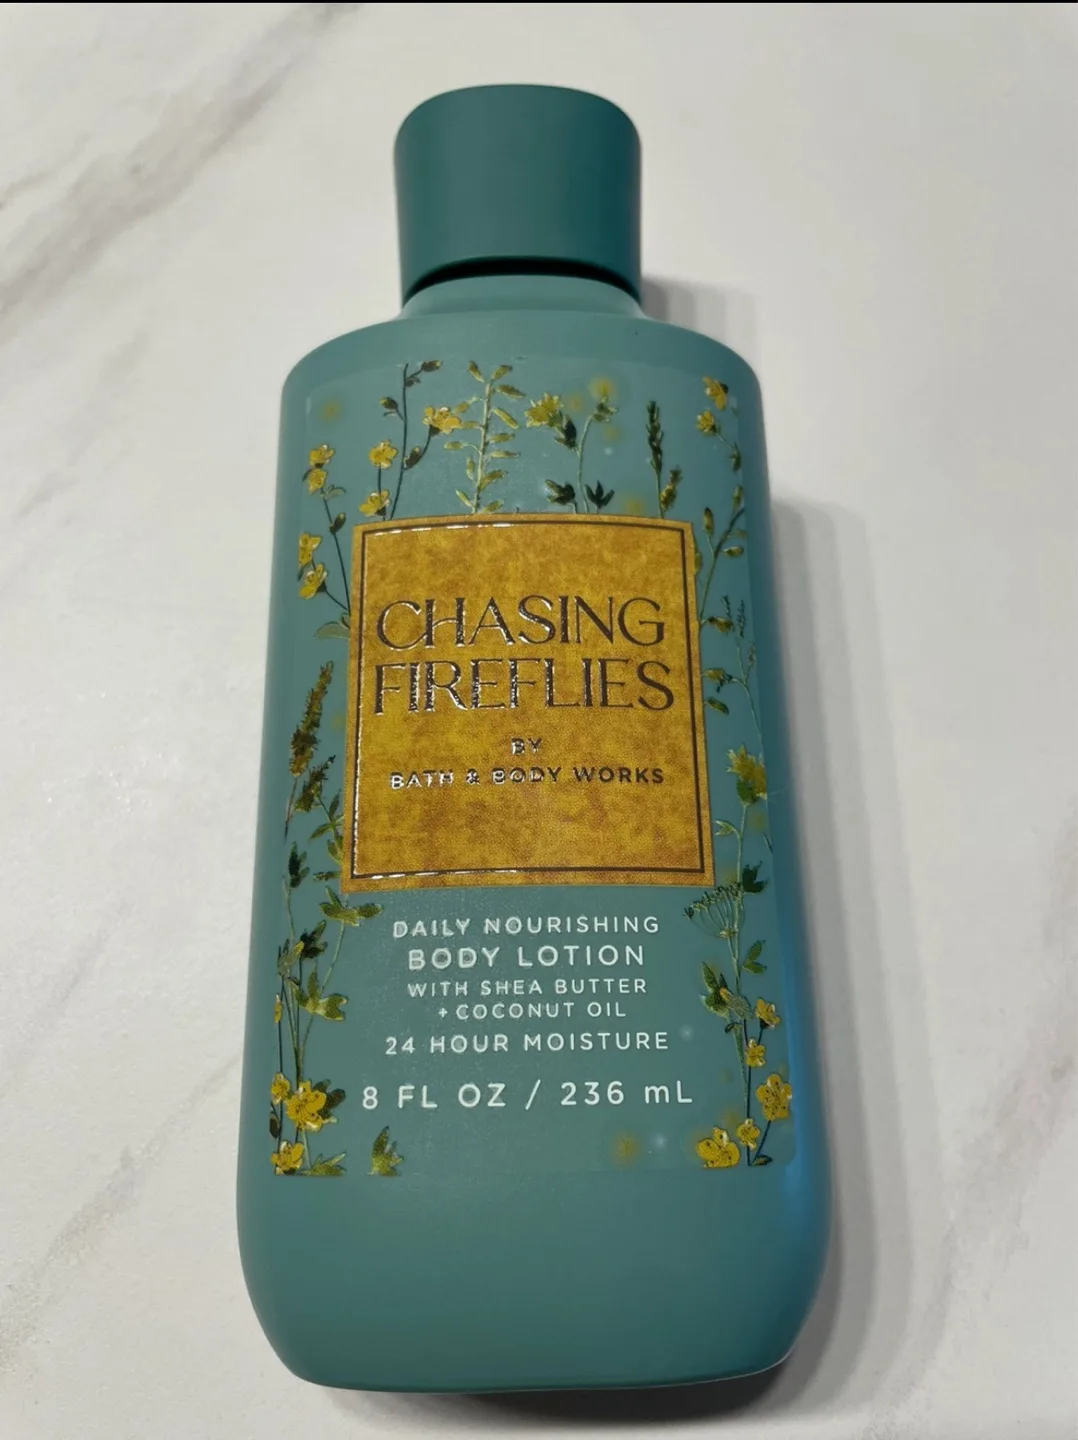 CHASING
FIREFLIES
BY
BATH & BODY WORKS
DAILY NOURISHING
BODY LOTION
WITH SHEA BUTTER
+ COCONUT OIL
24 HOUR MOISTURE
8 FL OZ / 236 mL